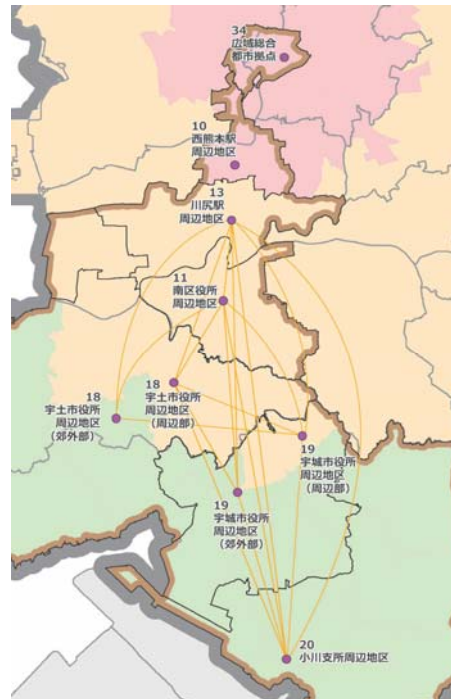 34
広域総合
都市拠点
10
西熊本駅
周辺地区
13
川尻駅
周辺地区
11
南区役所
周辺地区
18
宇土市役所
周辺地区
(郊外部)
18
宇土市役所
周辺地区
(周辺部)
19
宇城市役所
周辺地区
(周辺部)
19
宇城市役所
周辺地区
(郊外部)
20
小川支所周辺地区